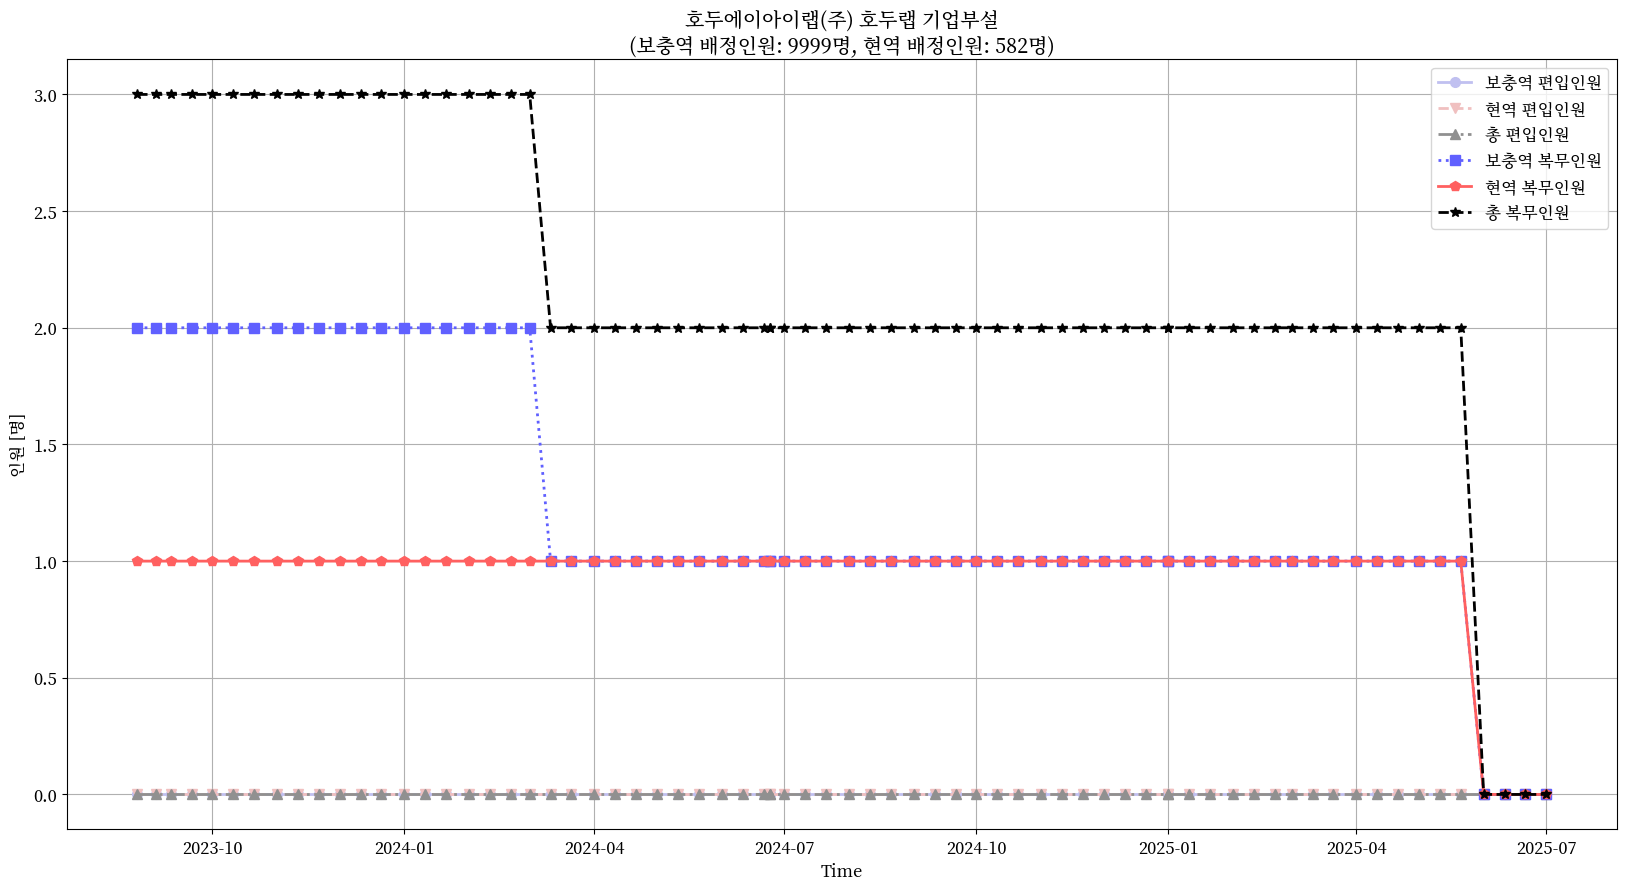 호두에이아이랩(주) 호두랩 기업부설
(보충역 배정인원: 9999명, 현역 배정인원: 582명)
보충역 편입인원
현역 편입인원
총 편입인원
보충역 복무인원
현역 복무인원
총 복무인원
3.0
2.5
2.0
1.5
1.0
0.5
0.0
인원 [명]
2023-10
2024-01
2024-04
2024-07
2024-10
2025-01
2025-04
2025-07
Time